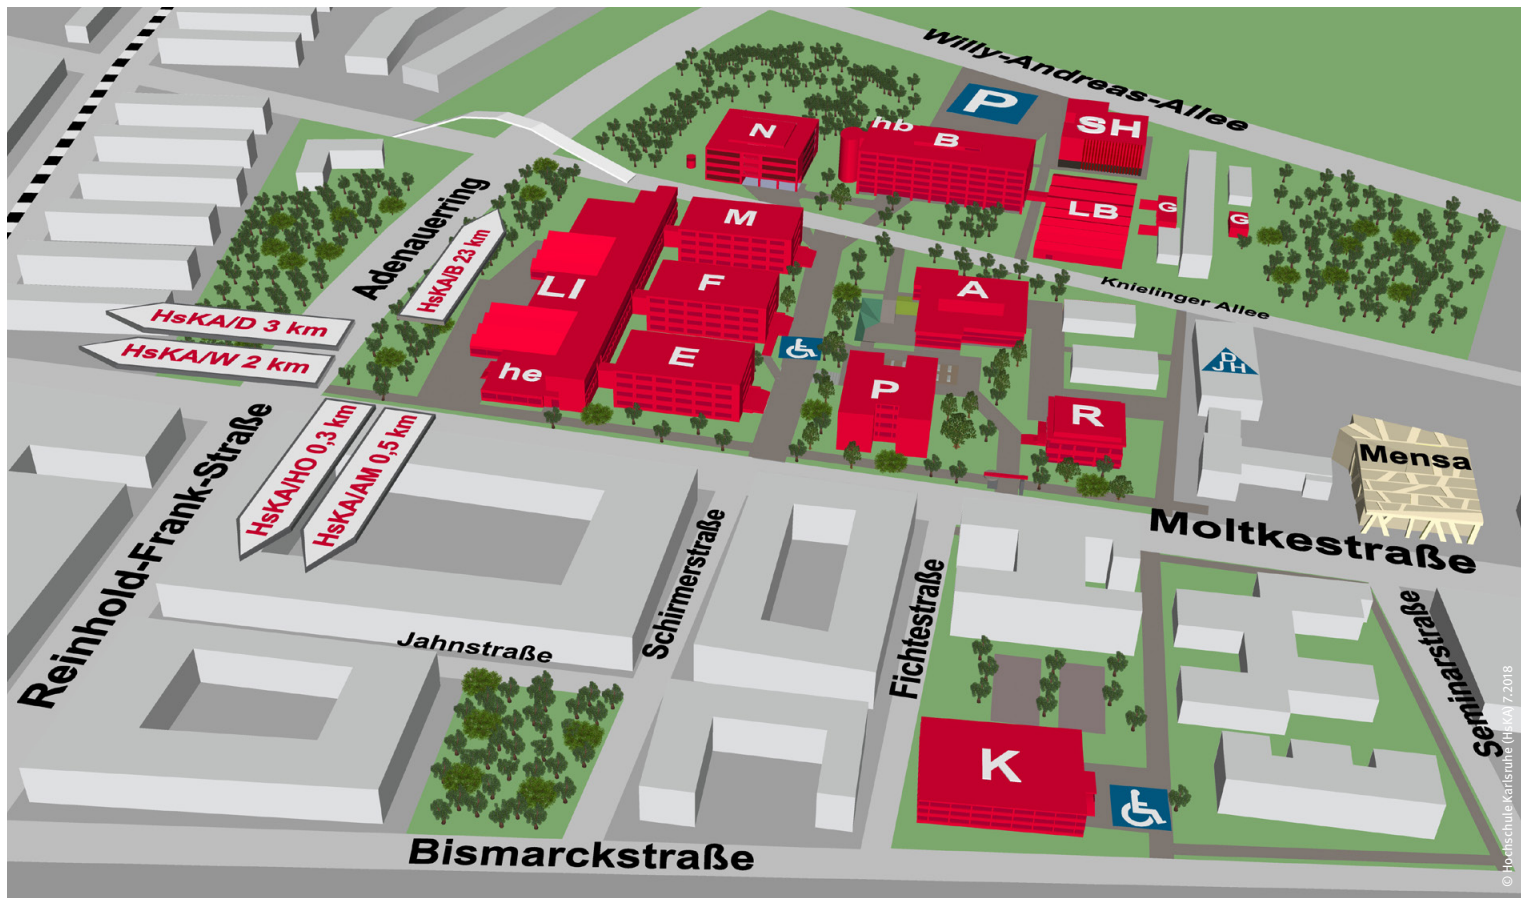 Willy-Andreas-Allee
P
N
hb
B
SH
LB
G
G
M
Adenauerring
HsKA/B 23 km
LI
F
A
Knielinger Allee
HsKA/D 3 km
HsKA/W 2 km
he
E
P
R
D
JH
Mensa
HsKA/HO 0,3 km
HsKA/AM 0,5 km
Reinhold-Frank-Straße
Moltkestraße
Schirmerstraße
Fichtestraße
Jahnstraße
Seminarstraße
K
Bismarckstraße
© Hochschule Karlsruhe (HsKA) 7.2018